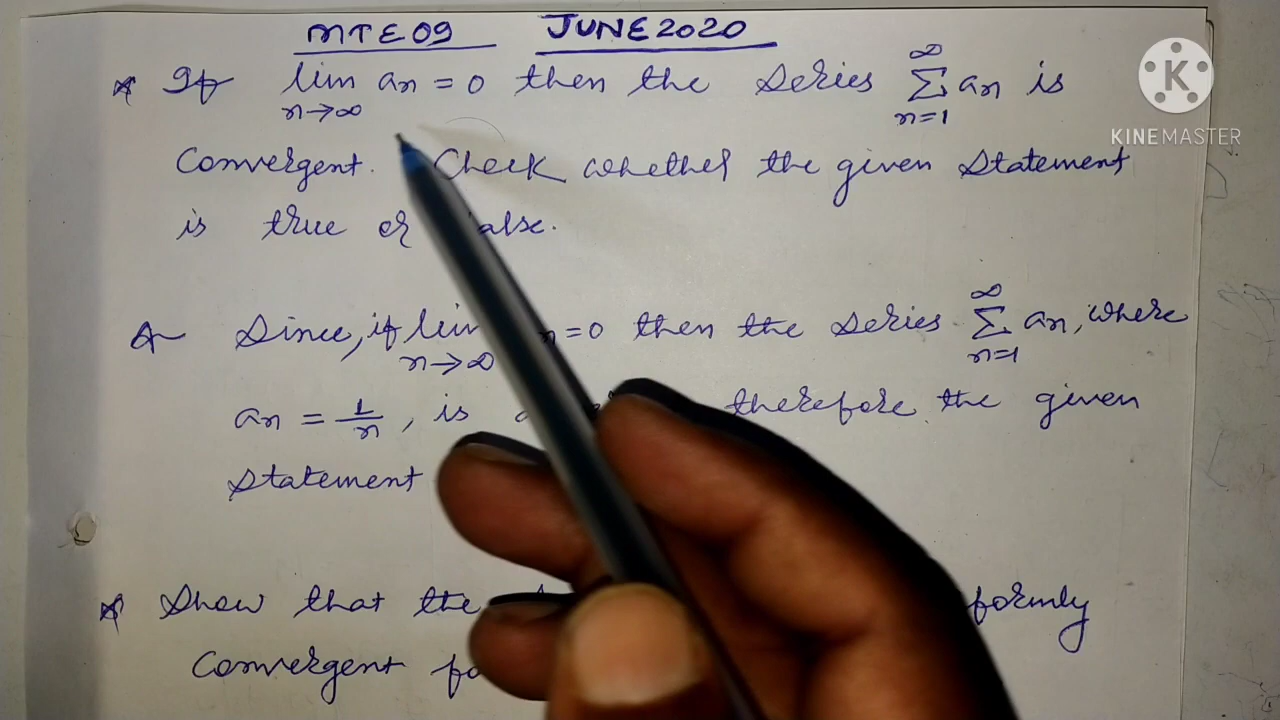 MTE09 JUNE2020
* If lim an = 0 then the series ∞ Σ n=1 an is
n→∞
Convergent. Check whether the given Statement
is true or alse.
A Since, if lim n = 0 then the series ∞ Σ n=1 an, where
n→∞
an = 1/n, is therefore the given
Statement
* Show that the formly
Convergent fo
KINEMASTER